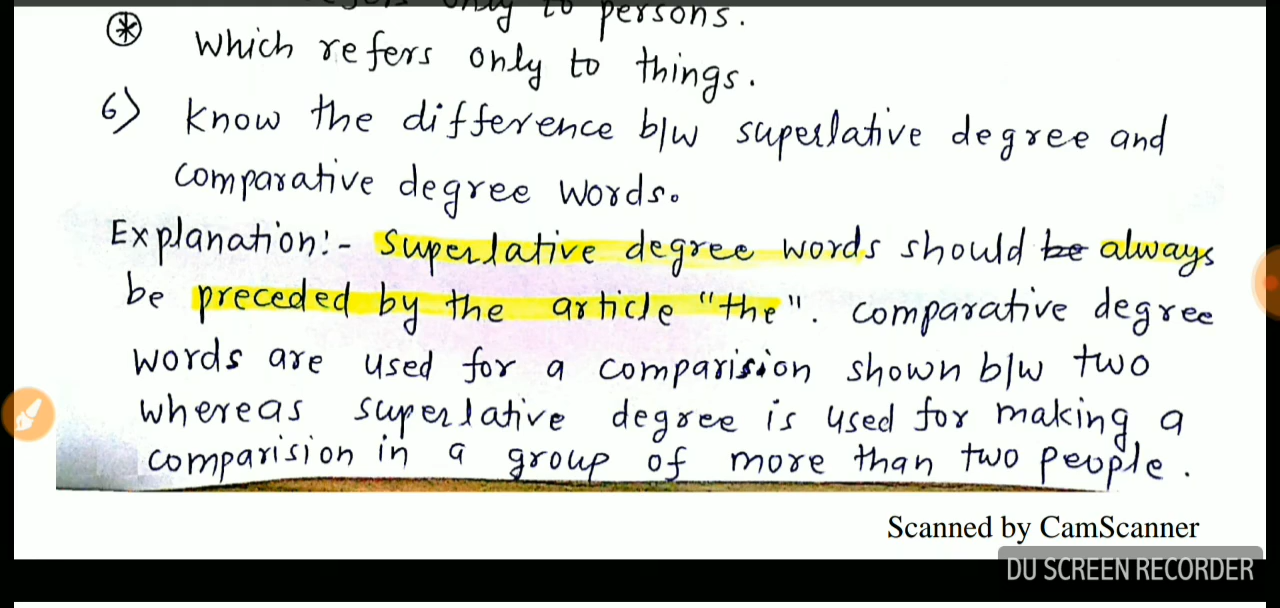 only to persons.
⊛ Which refers only to things.
6) Know the difference b/w superlative degree and
comparative degree words.
Explanation:- Superlative degree words should be always
be preceded by the article "the". comparative degree
words are used for a comparision shown b/w two
whereas superlative degree is used for making a
comparision in a group of more than two people.
Scanned by CamScanner
DU SCREEN RECORDER